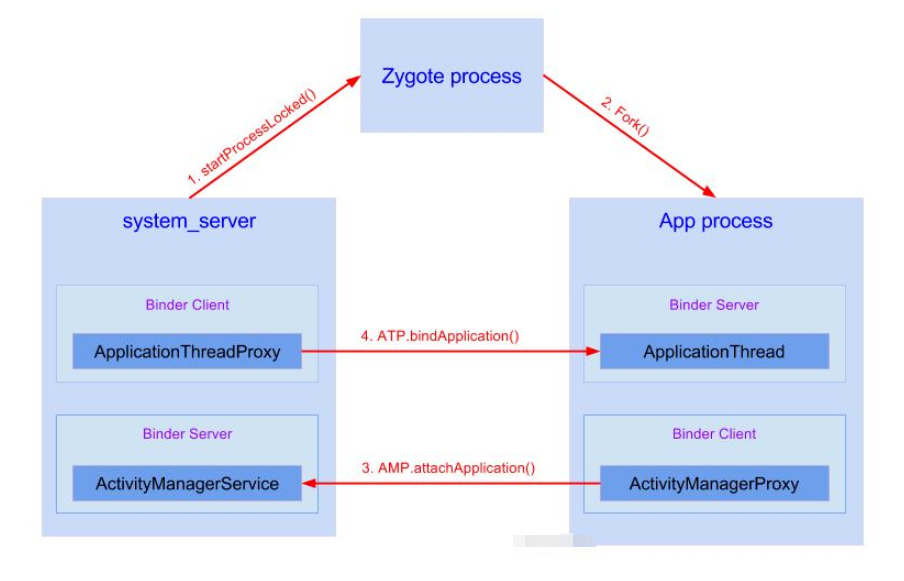 Zygote process
1. startProcessLocked()
2. Fork()
system_server
App process
Binder Client
Binder Server
ApplicationThreadProxy
4. ATP.bindApplication()
ApplicationThread
Binder Server
Binder Client
ActivityManagerService
3. AMP.attachApplication()
ActivityManagerProxy